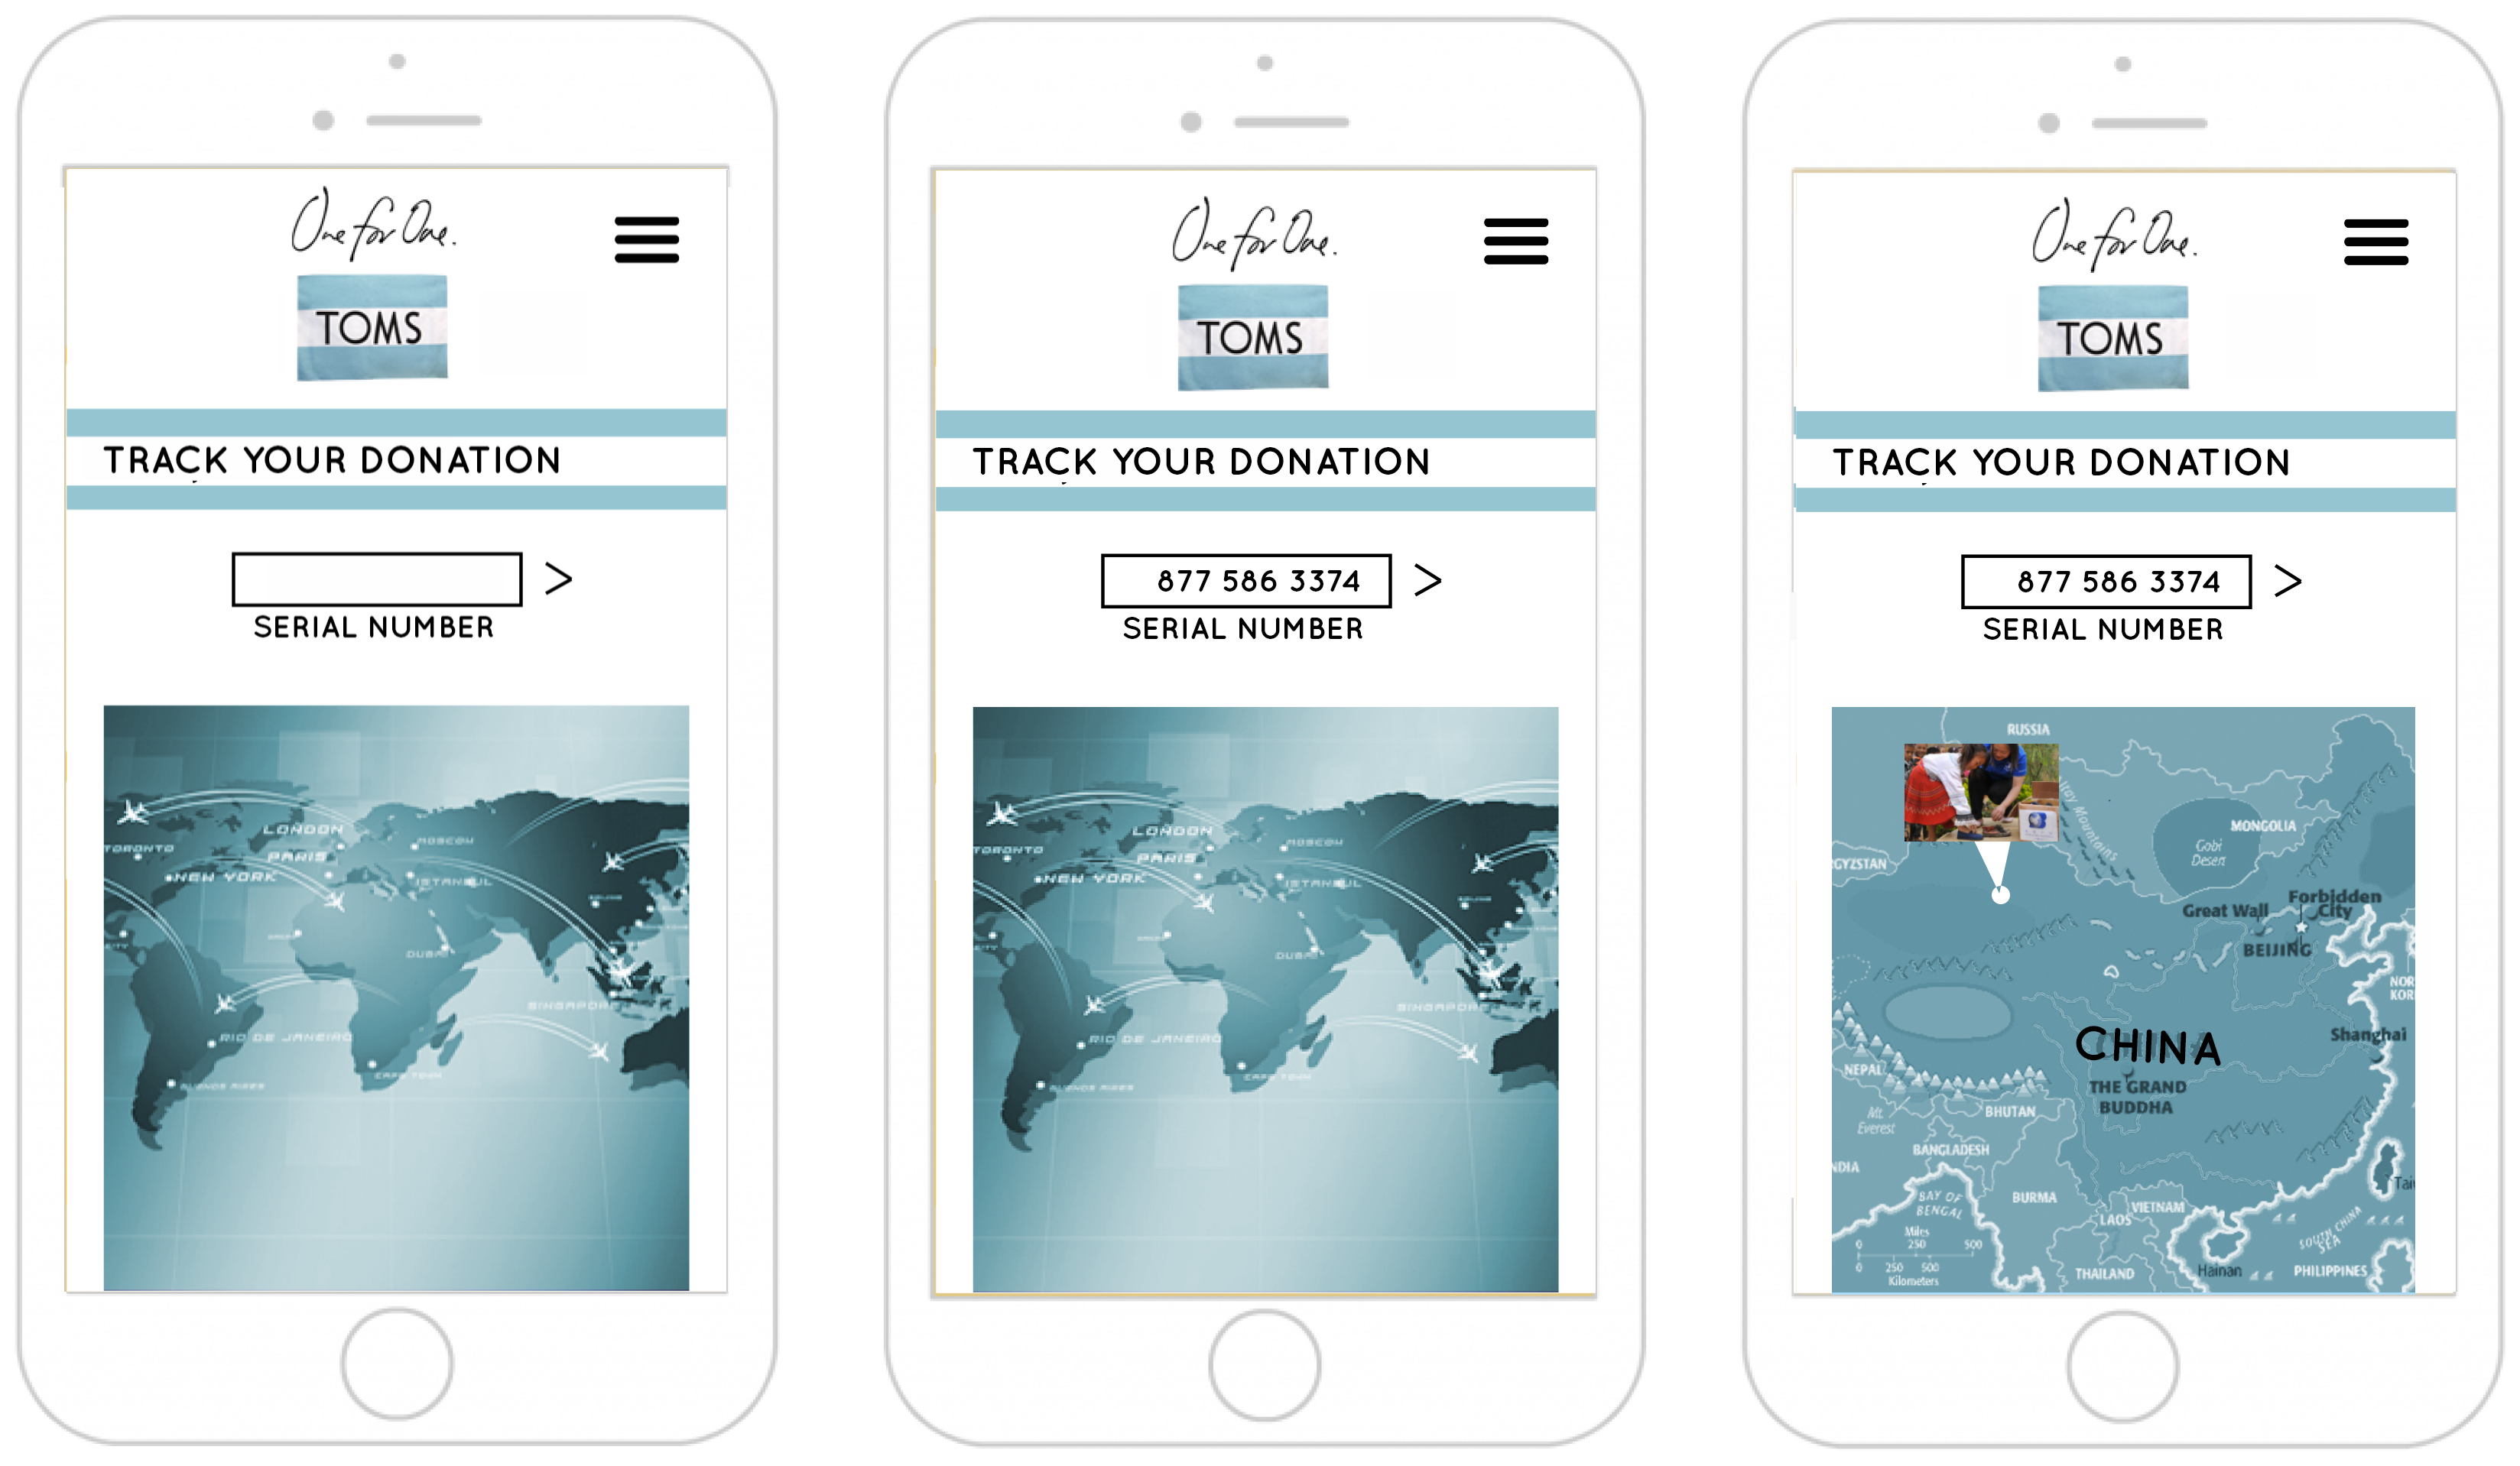 One for One.
TOMS
TRACK YOUR DONATION
SERIAL NUMBER
LONDON
MOSCOW
TORONTO
PARIS
NEW YORK
ISTANBUL
DUBAI
SINGAPORE
RIO DE JANEIRO
BUENOS AIRES
CAPE TOWN
One for One.
TOMS
TRACK YOUR DONATION
877 586 3374
SERIAL NUMBER
LONDON
MOSCOW
TORONTO
PARIS
NEW YORK
ISTANBUL
DUBAI
SINGAPORE
RIO DE JANEIRO
BUENOS AIRES
CAPE TOWN
One for One.
TOMS
TRACK YOUR DONATION
877 586 3374
SERIAL NUMBER
RUSSIA
tay Mountains
MONGOLIA
Gobi
Desert
GYZSTAN
Forbidden
City
Great Wall
BEIJING
NOR
KOR
Shanghai
CHINA
NEPAL
THE GRAND
BUDDHA
Mt.
Everest
BHUTAN
BANGLADESH
NDIA
Tai
BAY OF
BENGAL
BURMA
VIETNAM
LAOS
SOUTH CHINA
SEA
Miles
0 250 500
0 250 500
Kilometers
THAILAND
Hainan
PHILIPPINES